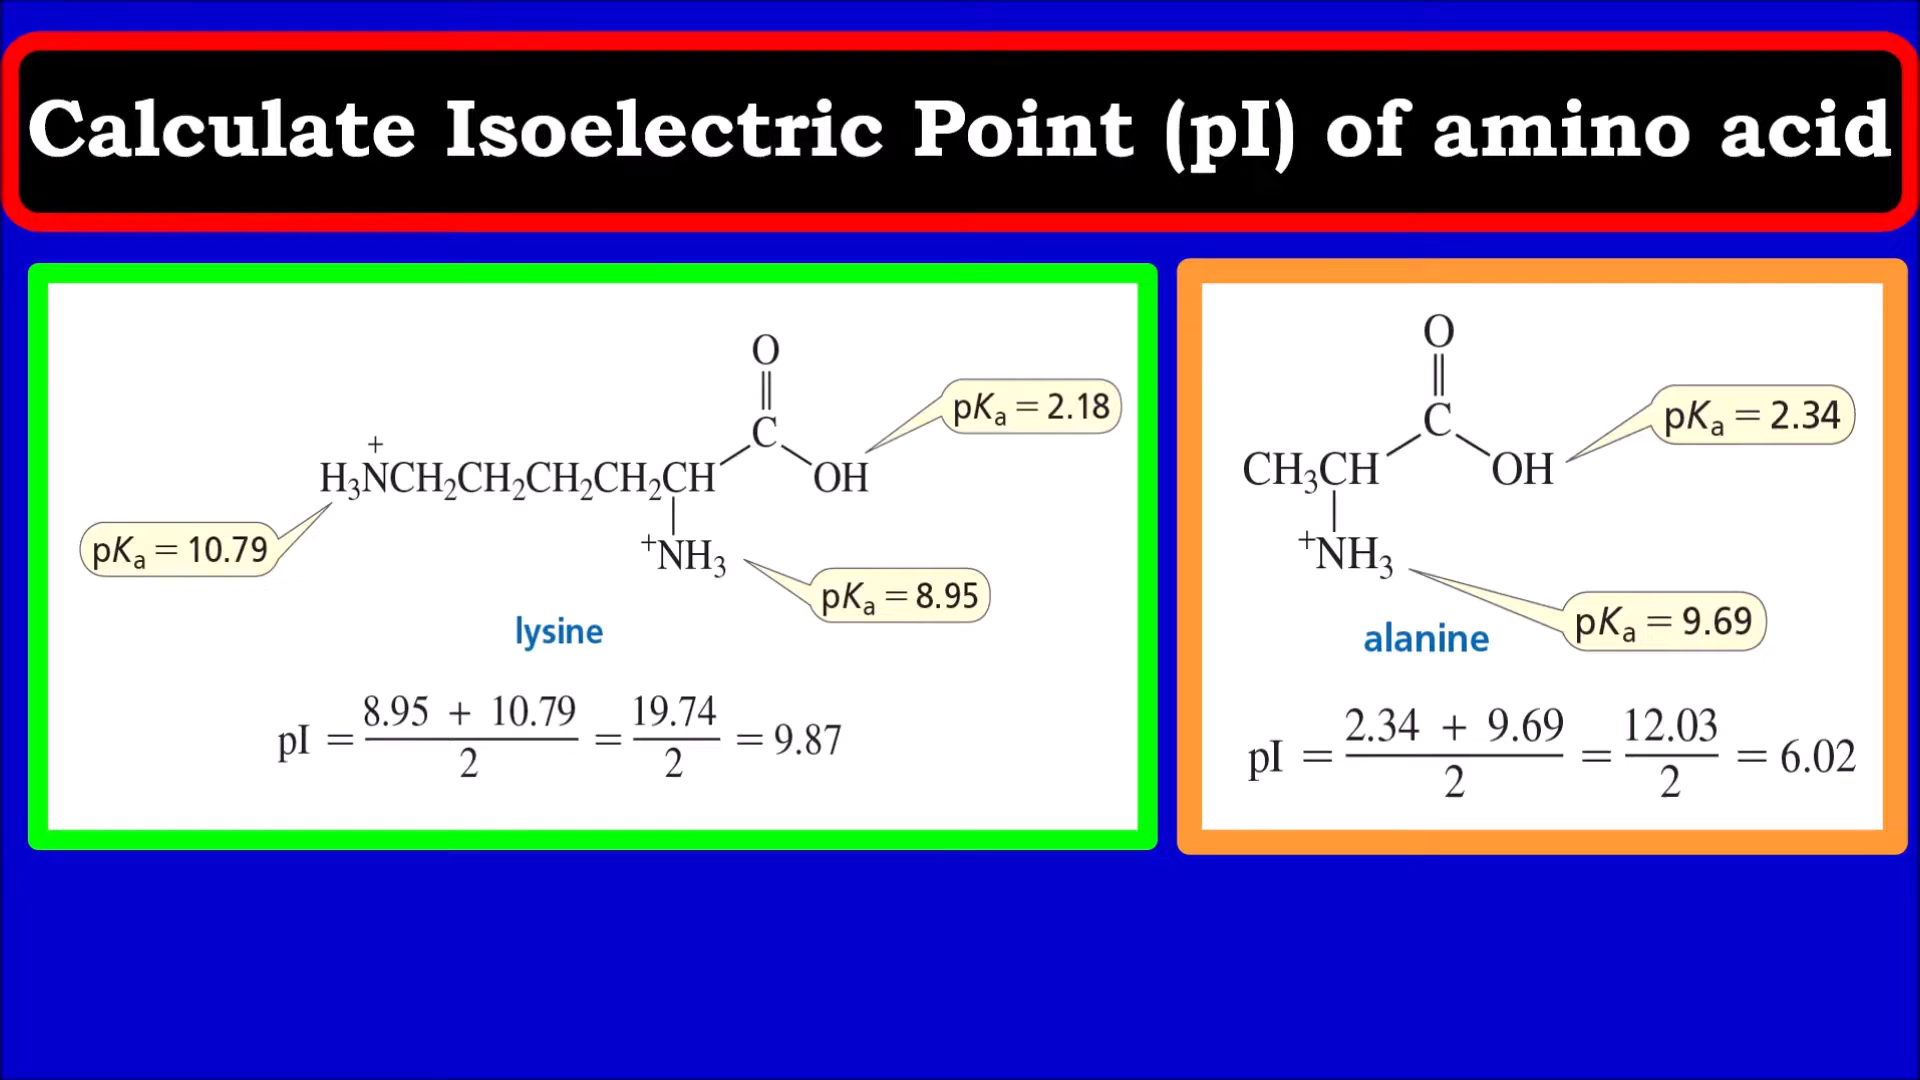 Calculate Isoelectric Point (pI) of amino acid
O
‖
C
pKₐ = 2.18
+
H₃NCH₂CH₂CH₂CH₂CH
OH
pKₐ = 10.79
⁺NH₃
pKₐ = 8.95
lysine
pI = (8.95 + 10.79)/2 = 19.74/2 = 9.87
O
‖
C
pKₐ = 2.34
CH₃CH
OH
⁺NH₃
pKₐ = 9.69
alanine
pI = (2.34 + 9.69)/2 = 12.03/2 = 6.02